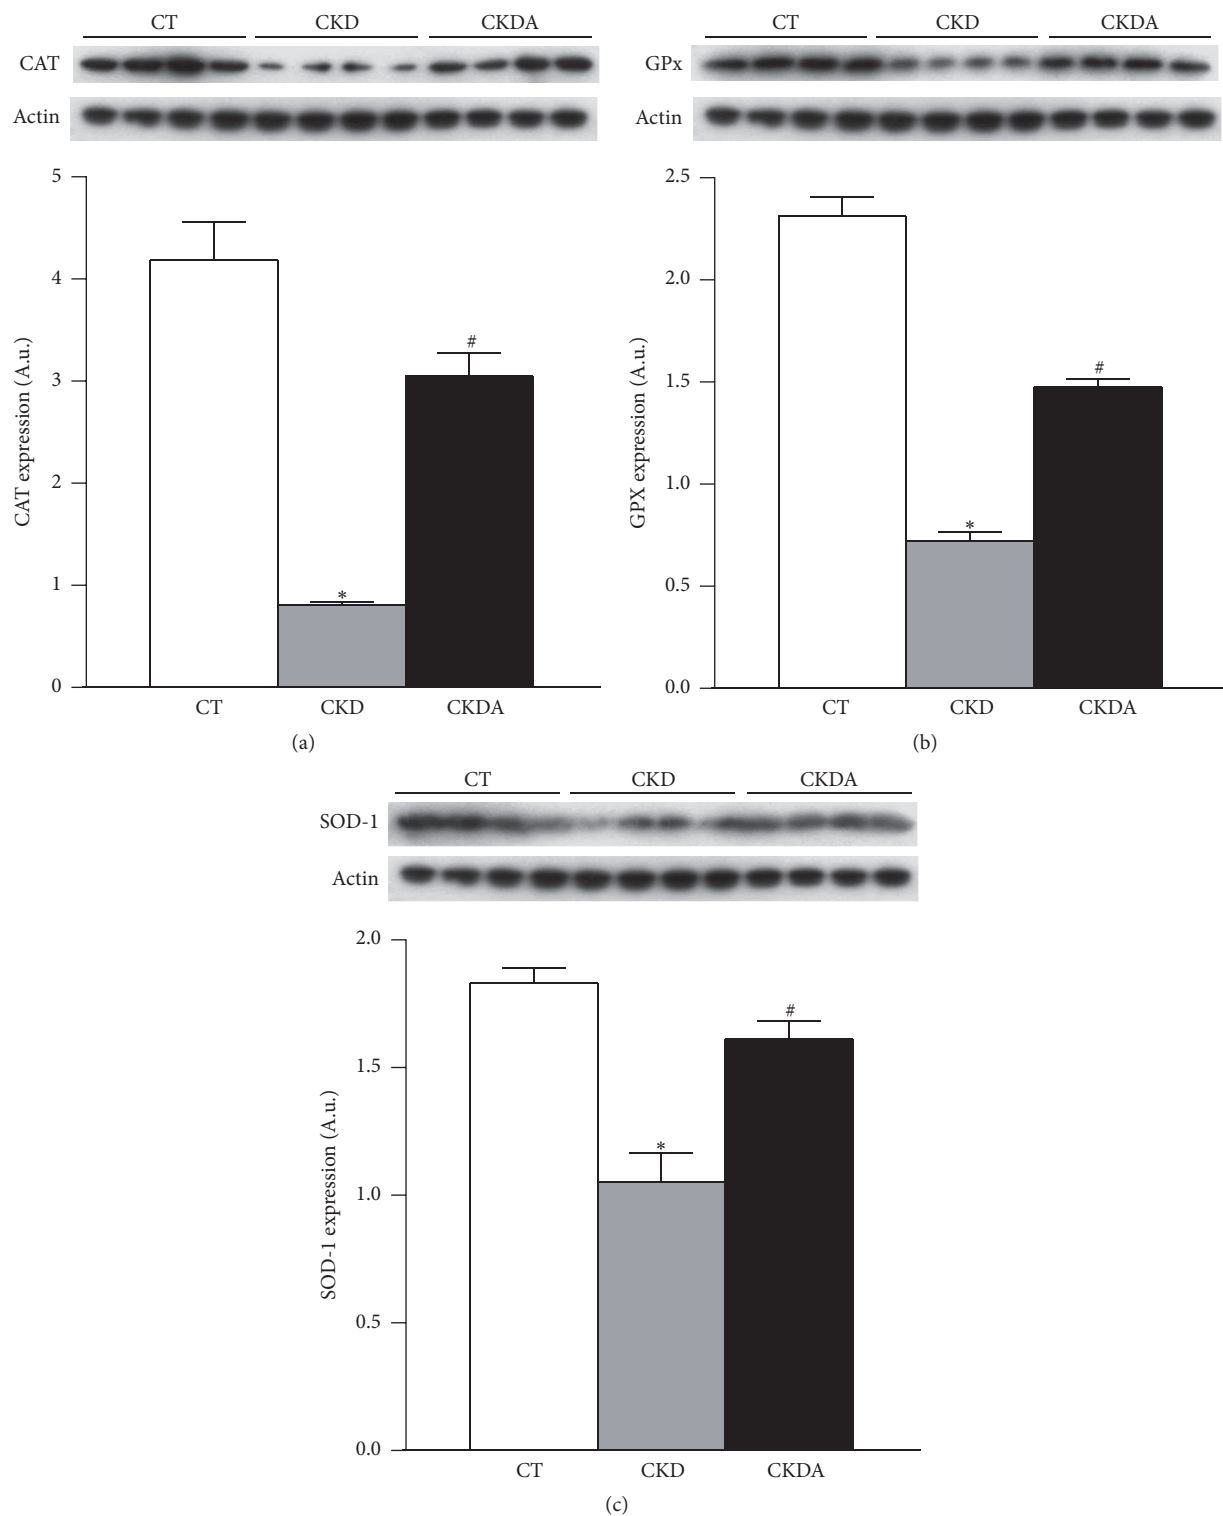 CT CKD CKDA
CAT
Actin
5
4
3
2
1
0
CAT expression (A.u.)
*
#
CT CKD CKDA
(a)
CT CKD CKDA
GPx
Actin
2.5
2.0
1.5
1.0
0.5
0.0
GPX expression (A.u.)
*
#
CT CKD CKDA
(b)
CT CKD CKDA
SOD-1
Actin
2.0
1.5
1.0
0.5
0.0
SOD-1 expression (A.u.)
*
#
CT CKD CKDA
(c)